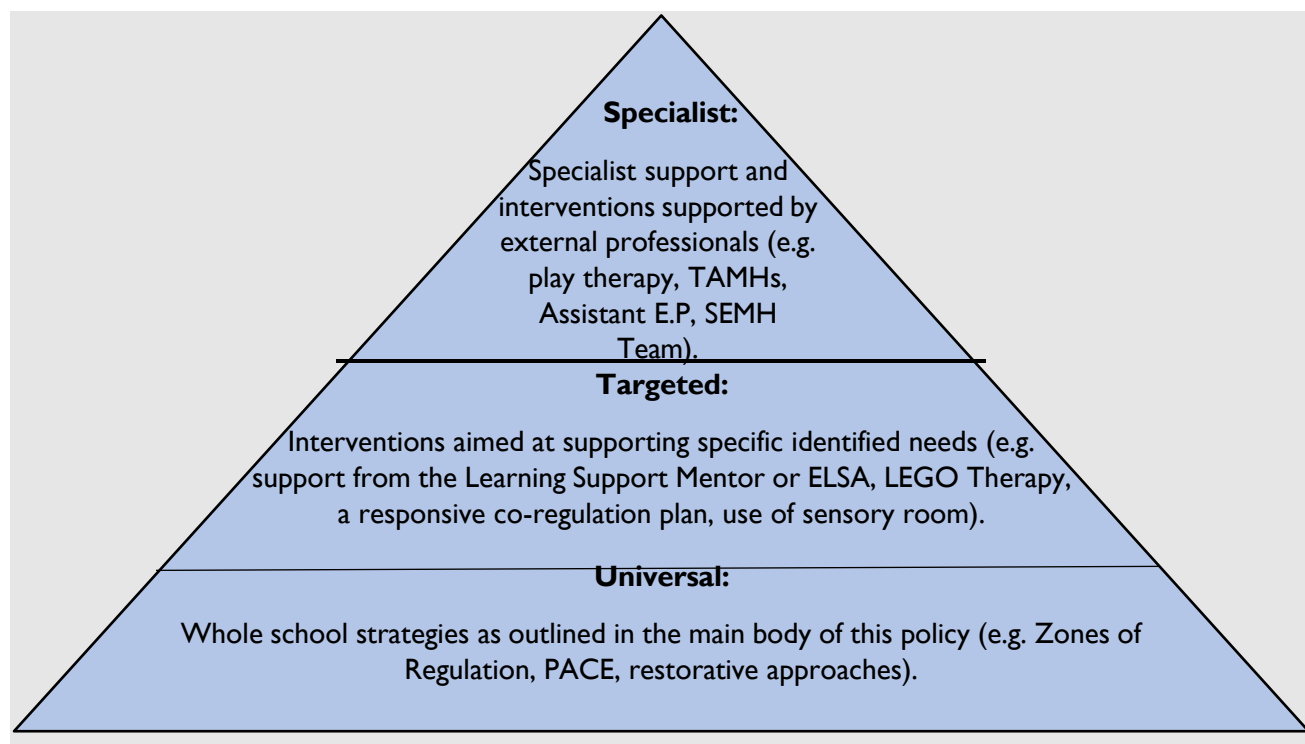 Specialist:
Specialist support and
interventions supported by
external professionals (e.g.
play therapy, TAMHs,
Assistant E.P, SEMH
Team).
Targeted:
Interventions aimed at supporting specific identified needs (e.g.
support from the Learning Support Mentor or ELSA, LEGO Therapy,
a responsive co-regulation plan, use of sensory room).
Universal:
Whole school strategies as outlined in the main body of this policy (e.g. Zones of
Regulation, PACE, restorative approaches).